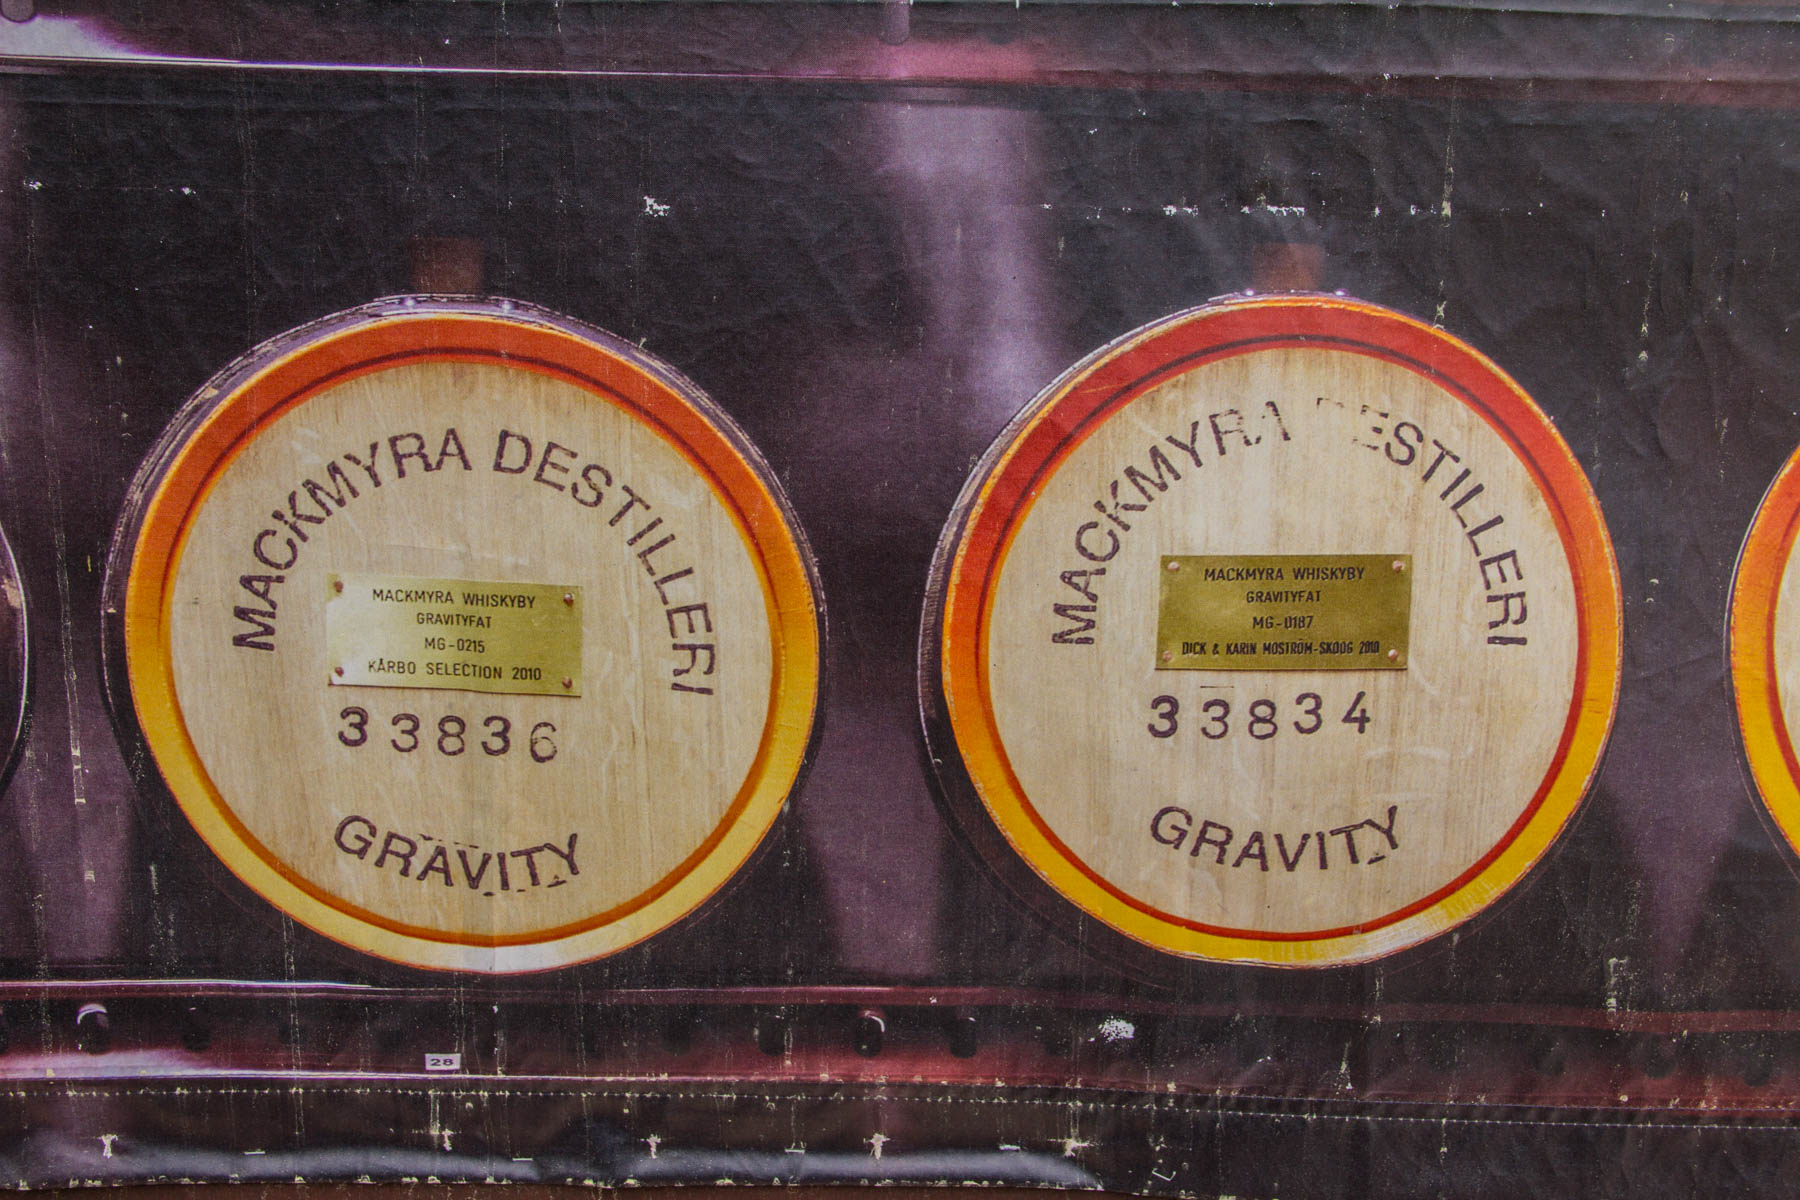 MACKMYRA DESTILLERI
MACKMYRA WHISKYBY
GRAVITYFAT
MG-0215
KÅRBO SELECTION 2010
33836
GRAVITY
MACKMYRA DESTILLERI
MACKMYRA WHISKYBY
GRAVITYFAT
MG-0187
DICK & KARIN MOSTRÖM-SKOOG 2010
33834
GRAVITY
28